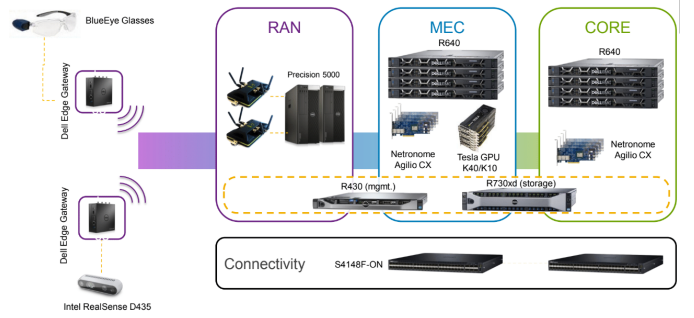 BlueEye Glasses
Dell Edge Gateway
Dell Edge Gateway
Intel RealSense D435
RAN
Precision 5000
MEC
R640
Netronome
Agilio CX
Tesla GPU
K40/K10
CORE
R640
Netronome
Agilio CX
R430 (mgmt.)
R730xd (storage)
Connectivity
S4148F-ON